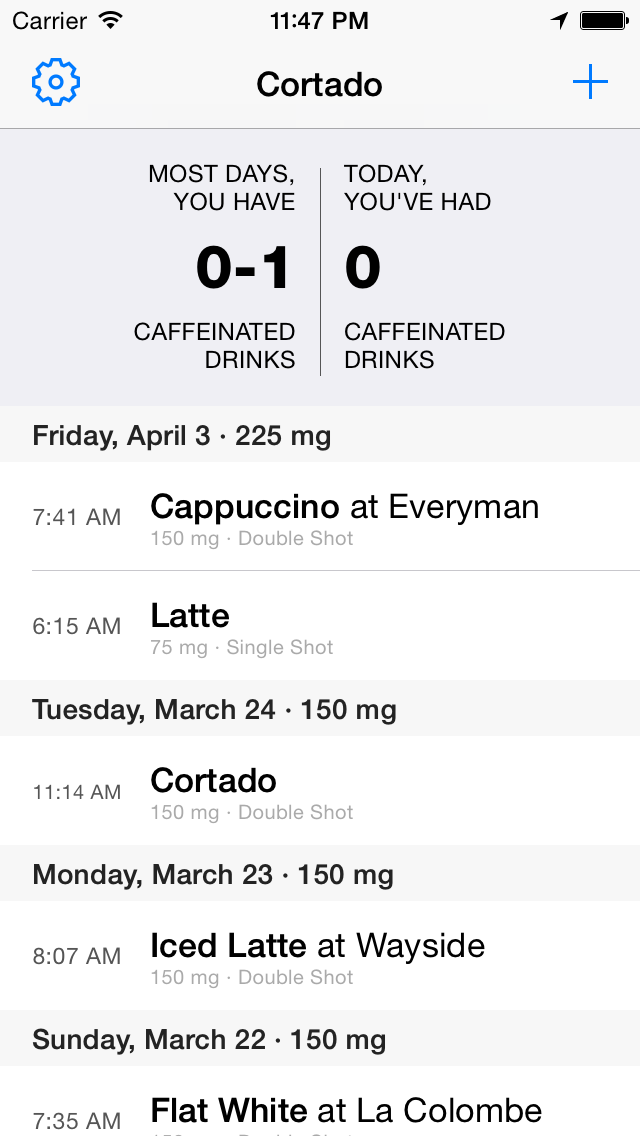 Carrier 11:47 PM
Cortado
MOST DAYS,
YOU HAVE
0-1
CAFFEINATED
DRINKS
TODAY,
YOU'VE HAD
0
CAFFEINATED
DRINKS
Friday, April 3 · 225 mg
7:41 AM
Cappuccino at Everyman
150 mg · Double Shot
6:15 AM
Latte
75 mg · Single Shot
Tuesday, March 24 · 150 mg
11:14 AM
Cortado
150 mg · Double Shot
Monday, March 23 · 150 mg
8:07 AM
Iced Latte at Wayside
150 mg · Double Shot
Sunday, March 22 · 150 mg
7:35 AM
Flat White at La Colombe